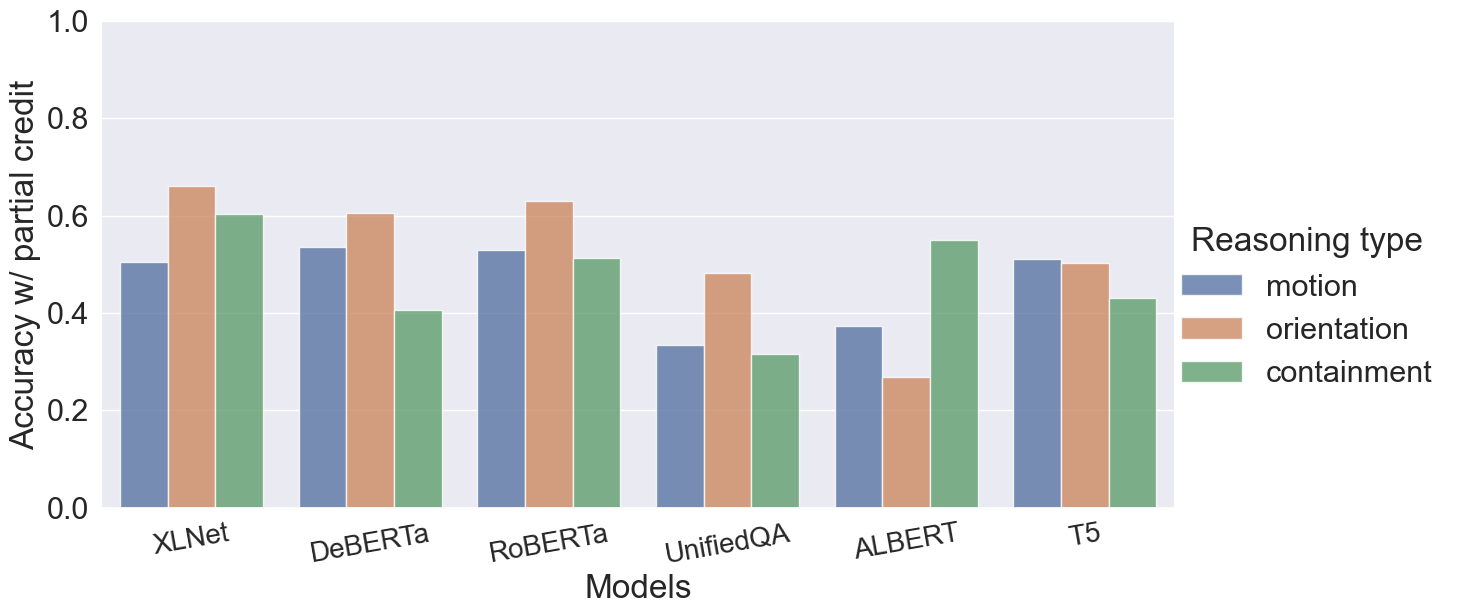 Accuracy w/ partial credit
1.0
0.8
0.6
0.4
0.2
0.0
XLNet DeBERTa RoBERTa UnifiedQA ALBERT T5
Models
Reasoning type
motion
orientation
containment